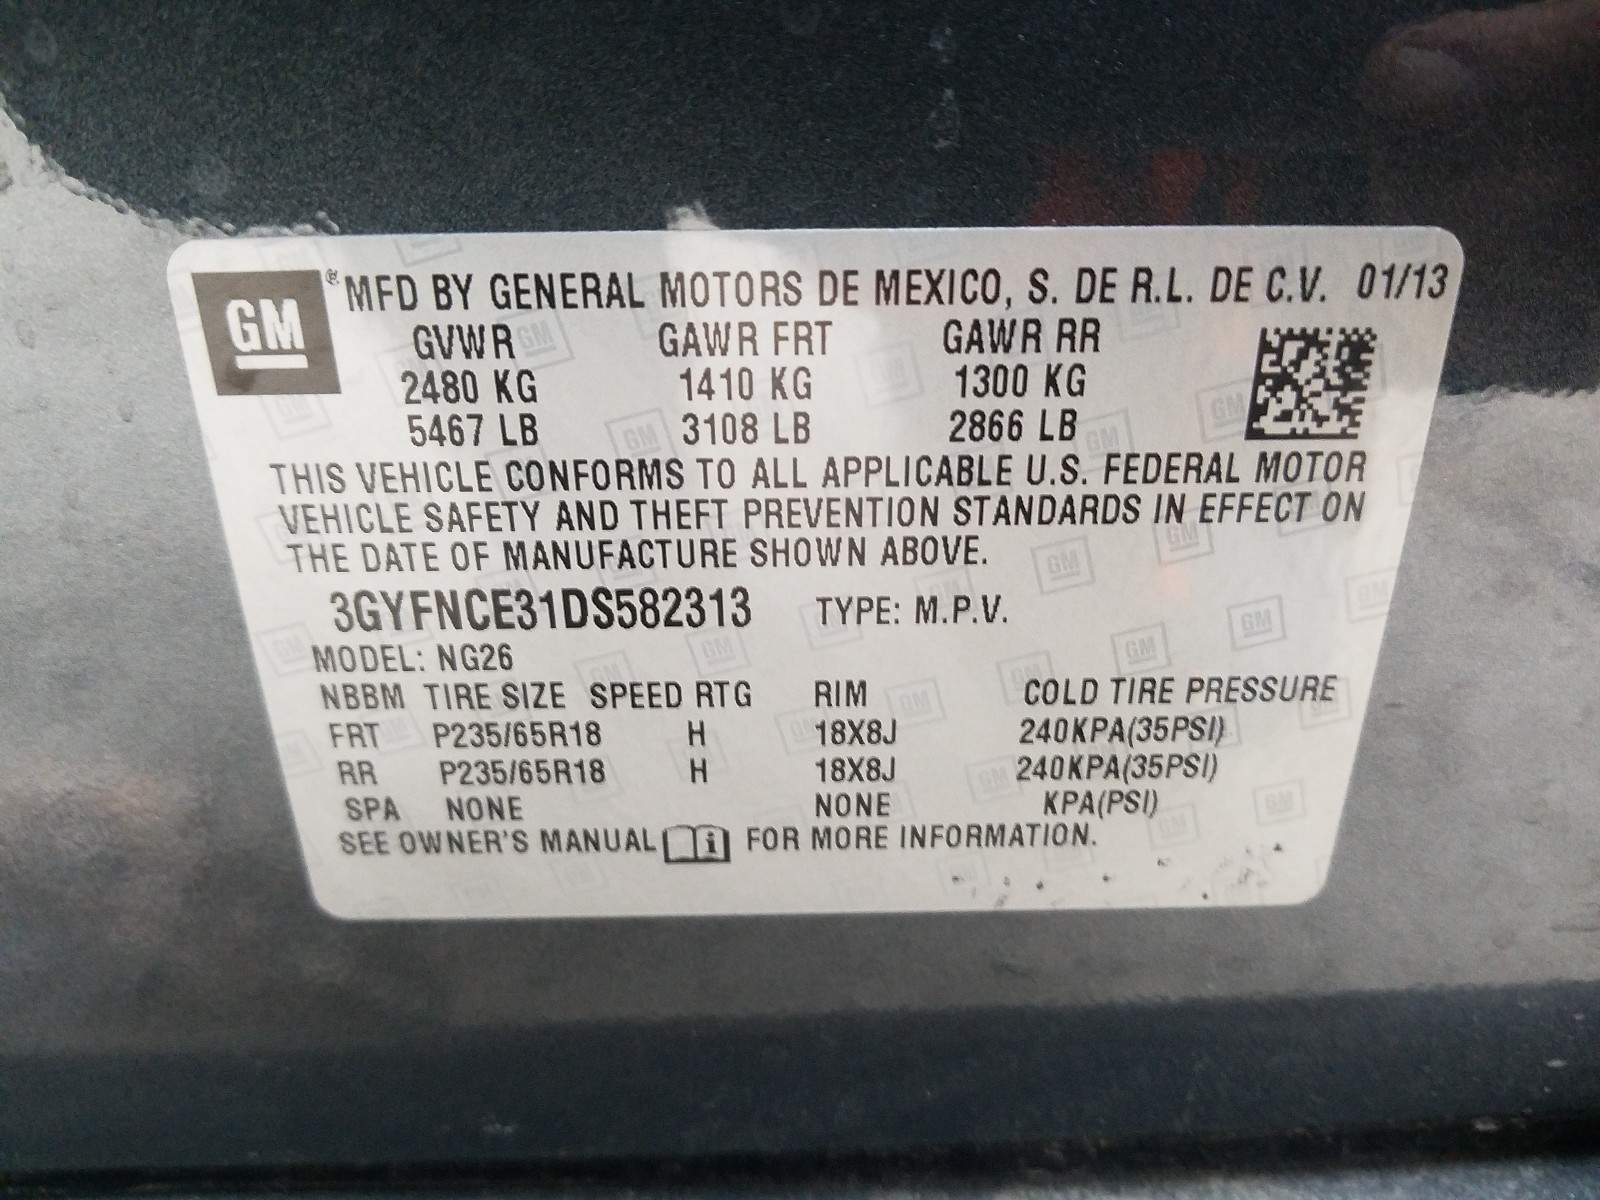 GM ® MFD BY GENERAL MOTORS DE MEXICO, S. DE R.L. DE C.V. 01/13
GVWR GAWR FRT GAWR RR
2480 KG 1410 KG 1300 KG
5467 LB 3108 LB 2866 LB
THIS VEHICLE CONFORMS TO ALL APPLICABLE U.S. FEDERAL MOTOR
VEHICLE SAFETY AND THEFT PREVENTION STANDARDS IN EFFECT ON
THE DATE OF MANUFACTURE SHOWN ABOVE.
3GYFNCE31DS582313 TYPE: M.P.V.
MODEL: NG26
NBBM TIRE SIZE SPEED RTG RIM COLD TIRE PRESSURE
FRT P235/65R18 H 18X8J 240KPA(35PSI)
RR P235/65R18 H 18X8J 240KPA(35PSI)
SPA NONE NONE KPA(PSI)
SEE OWNER'S MANUAL i FOR MORE INFORMATION.